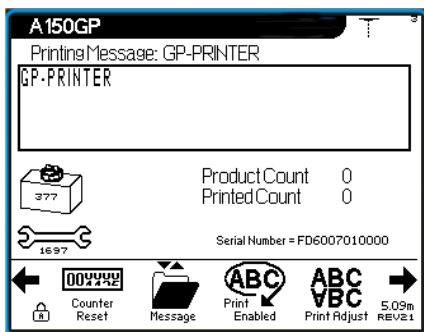 A150GP
3
Printing Message: GP-PRINTER
GP-PRINTER
377
Product Count 0
Printed Count 0
1697
Serial Number = FD6007010000
Counter Reset
Message
ABC
Print Enabled
ABC
ABC
Print Adjust
5.09m
REV21
A